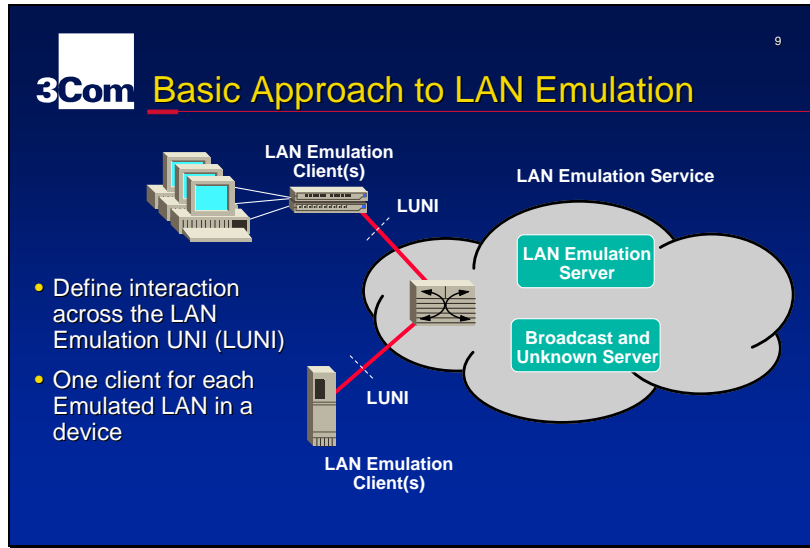 9
3Com
Basic Approach to LAN Emulation
LAN Emulation
Client(s)
LAN Emulation Service
LUNI
LAN Emulation
Server
• Define interaction
across the LAN
Emulation UNI (LUNI)
Broadcast and
Unknown Server
• One client for each
Emulated LAN in a
device
LUNI
LAN Emulation
Client(s)